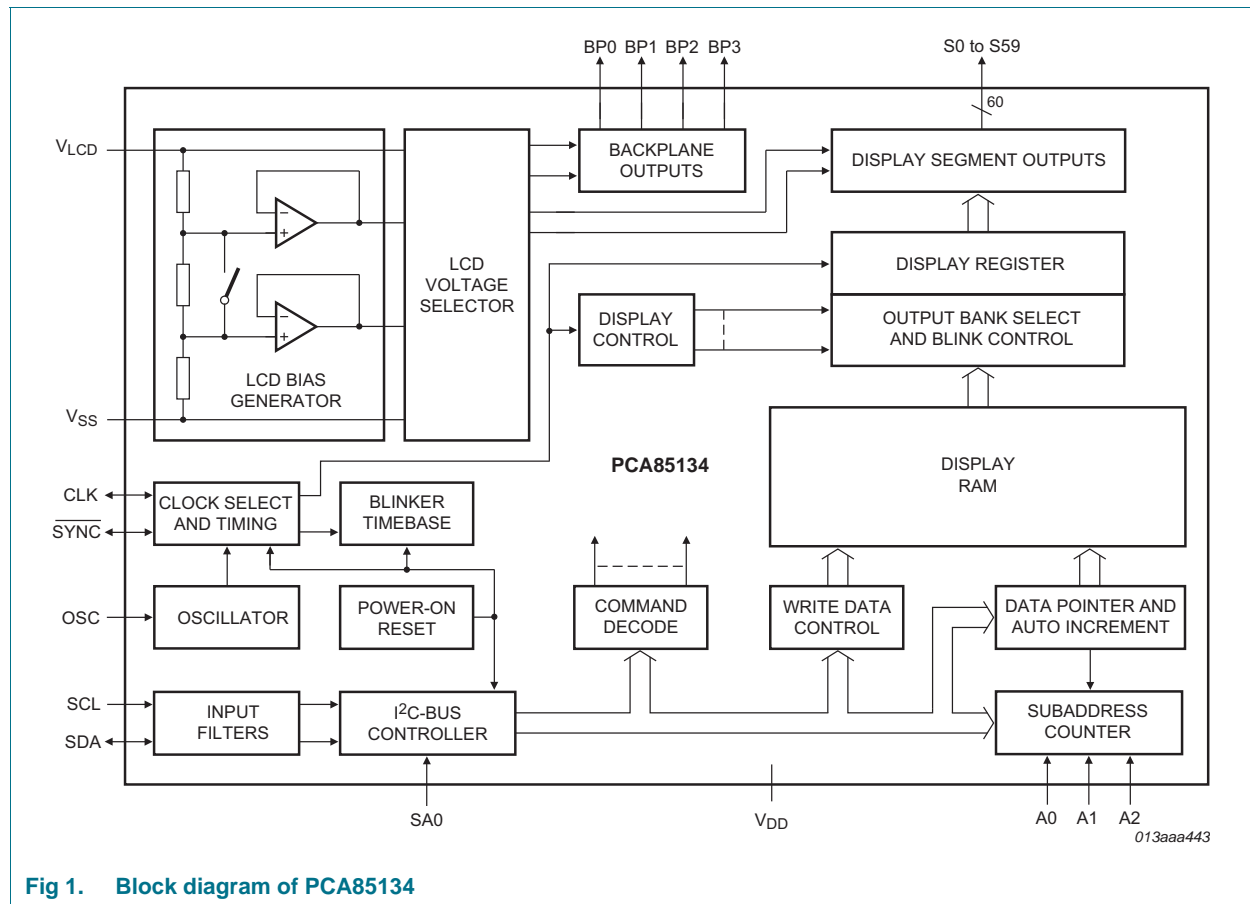 BP0 BP1 BP2 BP3
S0 to S59
60
VLCD
BACKPLANE
OUTPUTS
DISPLAY SEGMENT OUTPUTS
LCD
VOLTAGE
SELECTOR
DISPLAY REGISTER
DISPLAY
CONTROL
OUTPUT BANK SELECT
AND BLINK CONTROL
LCD BIAS
GENERATOR
VSS
PCA85134
DISPLAY
RAM
CLK
SYNC
CLOCK SELECT
AND TIMING
BLINKER
TIMEBASE
OSC
OSCILLATOR
POWER-ON
RESET
COMMAND
DECODE
WRITE DATA
CONTROL
DATA POINTER AND
AUTO INCREMENT
SCL
SDA
INPUT
FILTERS
I2C-BUS
CONTROLLER
SUBADDRESS
COUNTER
SA0
VDD
A0 A1 A2
013aaa443
Fig 1. Block diagram of PCA85134